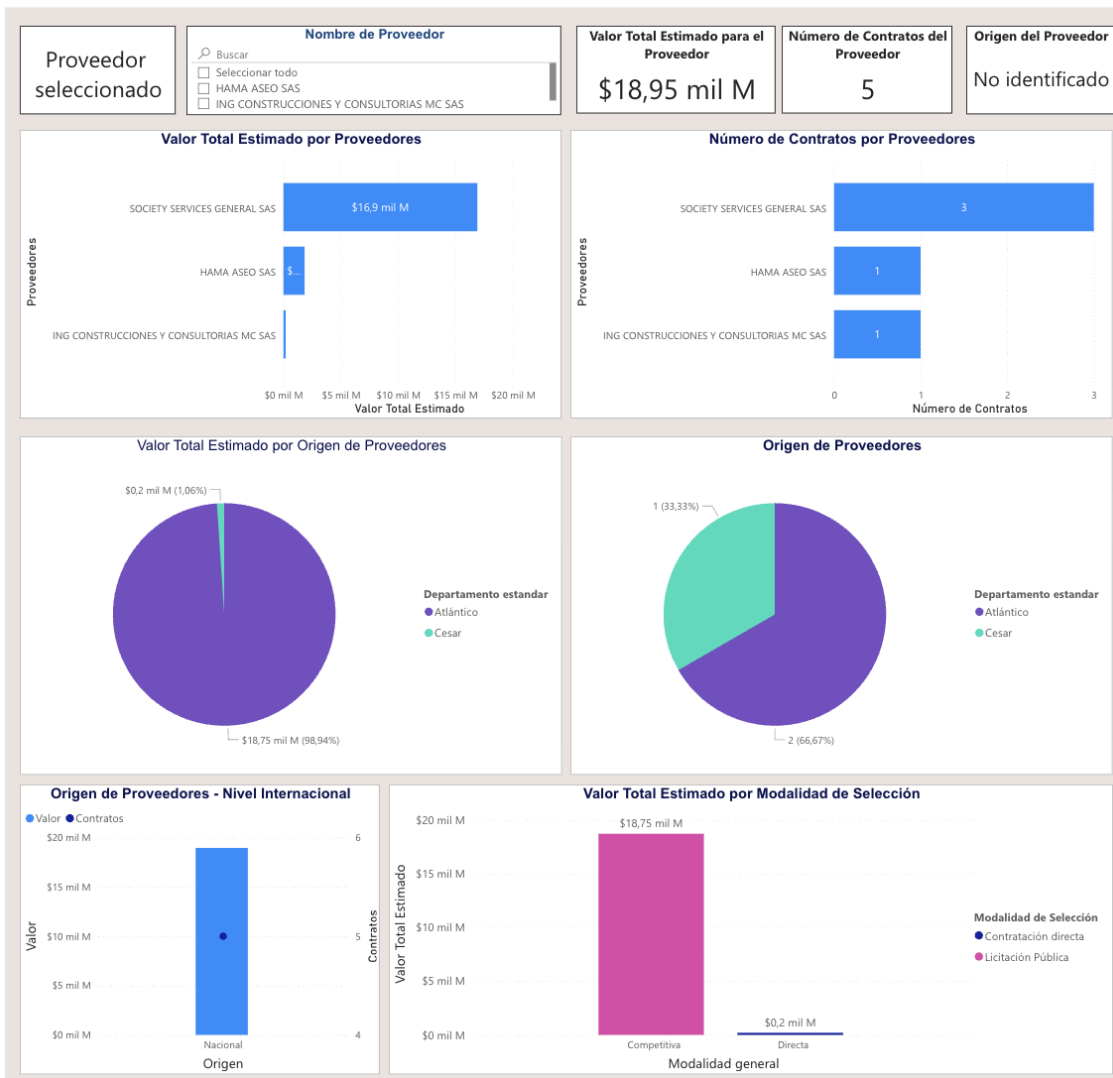 Proveedor
seleccionado
Nombre de Proveedor
Buscar
Seleccionar todo
HAMA ASEO SAS
ING CONSTRUCCIONES Y CONSULTORIAS MC SAS
Valor Total Estimado para el
Proveedor
$18,95 mil M
Número de Contratos del
Proveedor
5
Origen del Proveedor
No identificado
Valor Total Estimado por Proveedores
Proveedores
SOCIETY SERVICES GENERAL SAS
$16,9 mil M
HAMA ASEO SAS
$...
ING CONSTRUCCIONES Y CONSULTORIAS MC SAS
$0 mil M $5 mil M $10 mil M $15 mil M $20 mil M
Valor Total Estimado
Número de Contratos por Proveedores
Proveedores
SOCIETY SERVICES GENERAL SAS
3
HAMA ASEO SAS
1
ING CONSTRUCCIONES Y CONSULTORIAS MC SAS
1
0 1 2 3
Número de Contratos
Valor Total Estimado por Origen de Proveedores
$0,2 mil M (1,06%)
$18,75 mil M (98,94%)
Departamento estandar
Atlántico
Cesar
Origen de Proveedores
1 (33,33%)
2 (66,67%)
Departamento estandar
Atlántico
Cesar
Origen de Proveedores - Nivel Internacional
Valor Contratos
$20 mil M
$15 mil M
$10 mil M
$5 mil M
$0 mil M
Valor
6
5
4
Contratos
Nacional
Origen
Valor Total Estimado por Modalidad de Selección
Valor Total Estimado
$20 mil M
$15 mil M
$10 mil M
$5 mil M
$0 mil M
$18,75 mil M
$0,2 mil M
Competitiva Directa
Modalidad general
Modalidad de Selección
Contratación directa
Licitación Pública